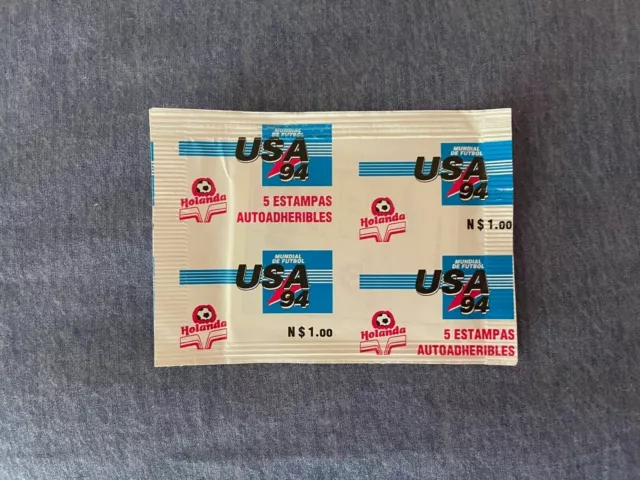 MUNDIAL
DE FUTBOL
USA
94
Holanda
5 ESTAMPAS
AUTOADHERIBLES
MUNDIAL
DE FUTBOL
USA
94
Holanda
N$1.00
MUNDIAL
DE FUTBOL
USA
94
Holanda
N$1.00
MUNDIAL
DE FUTBOL
USA
94
Holanda
5 ESTAMPAS
AUTOADHERIBLES